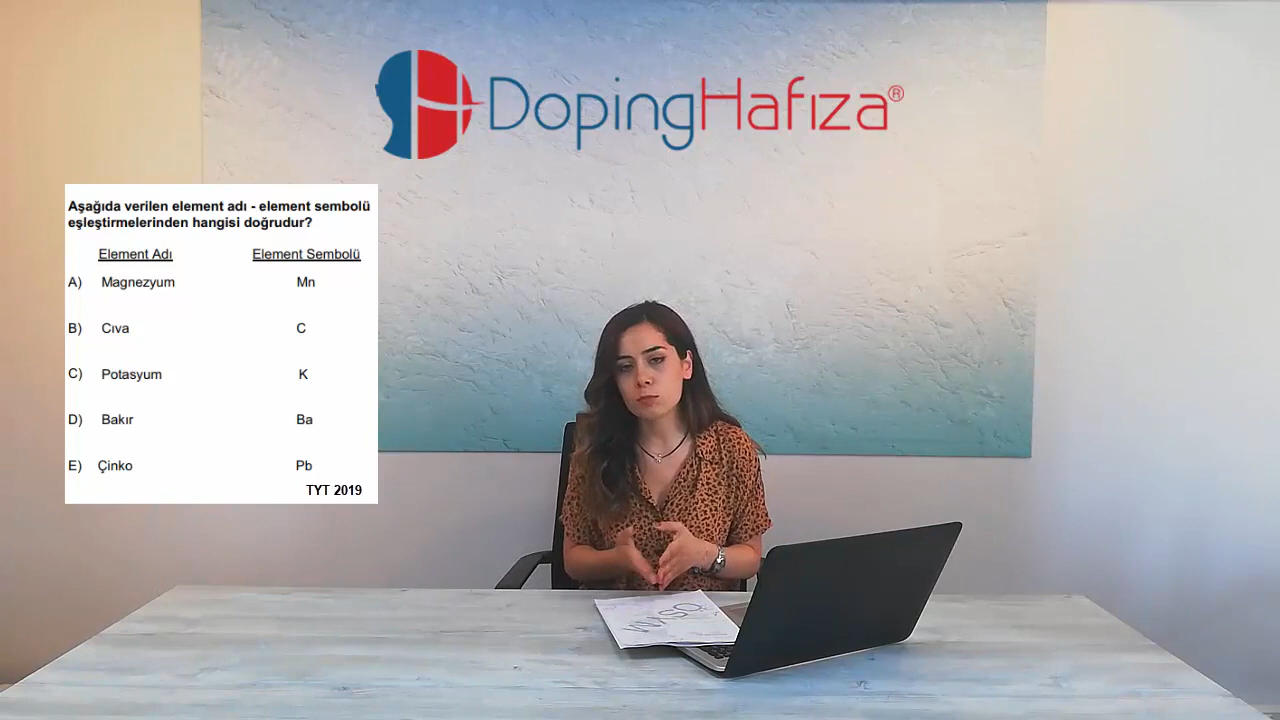 DopingHafıza®
Aşağıda verilen element adı - element sembolü
eşleştirmelerinden hangisi doğrudur?
Element Adı Element Sembolü
A) Magnezyum Mn
B) Cıva C
C) Potasyum K
D) Bakır Ba
E) Çinko Pb
TYT 2019
ÖSYM